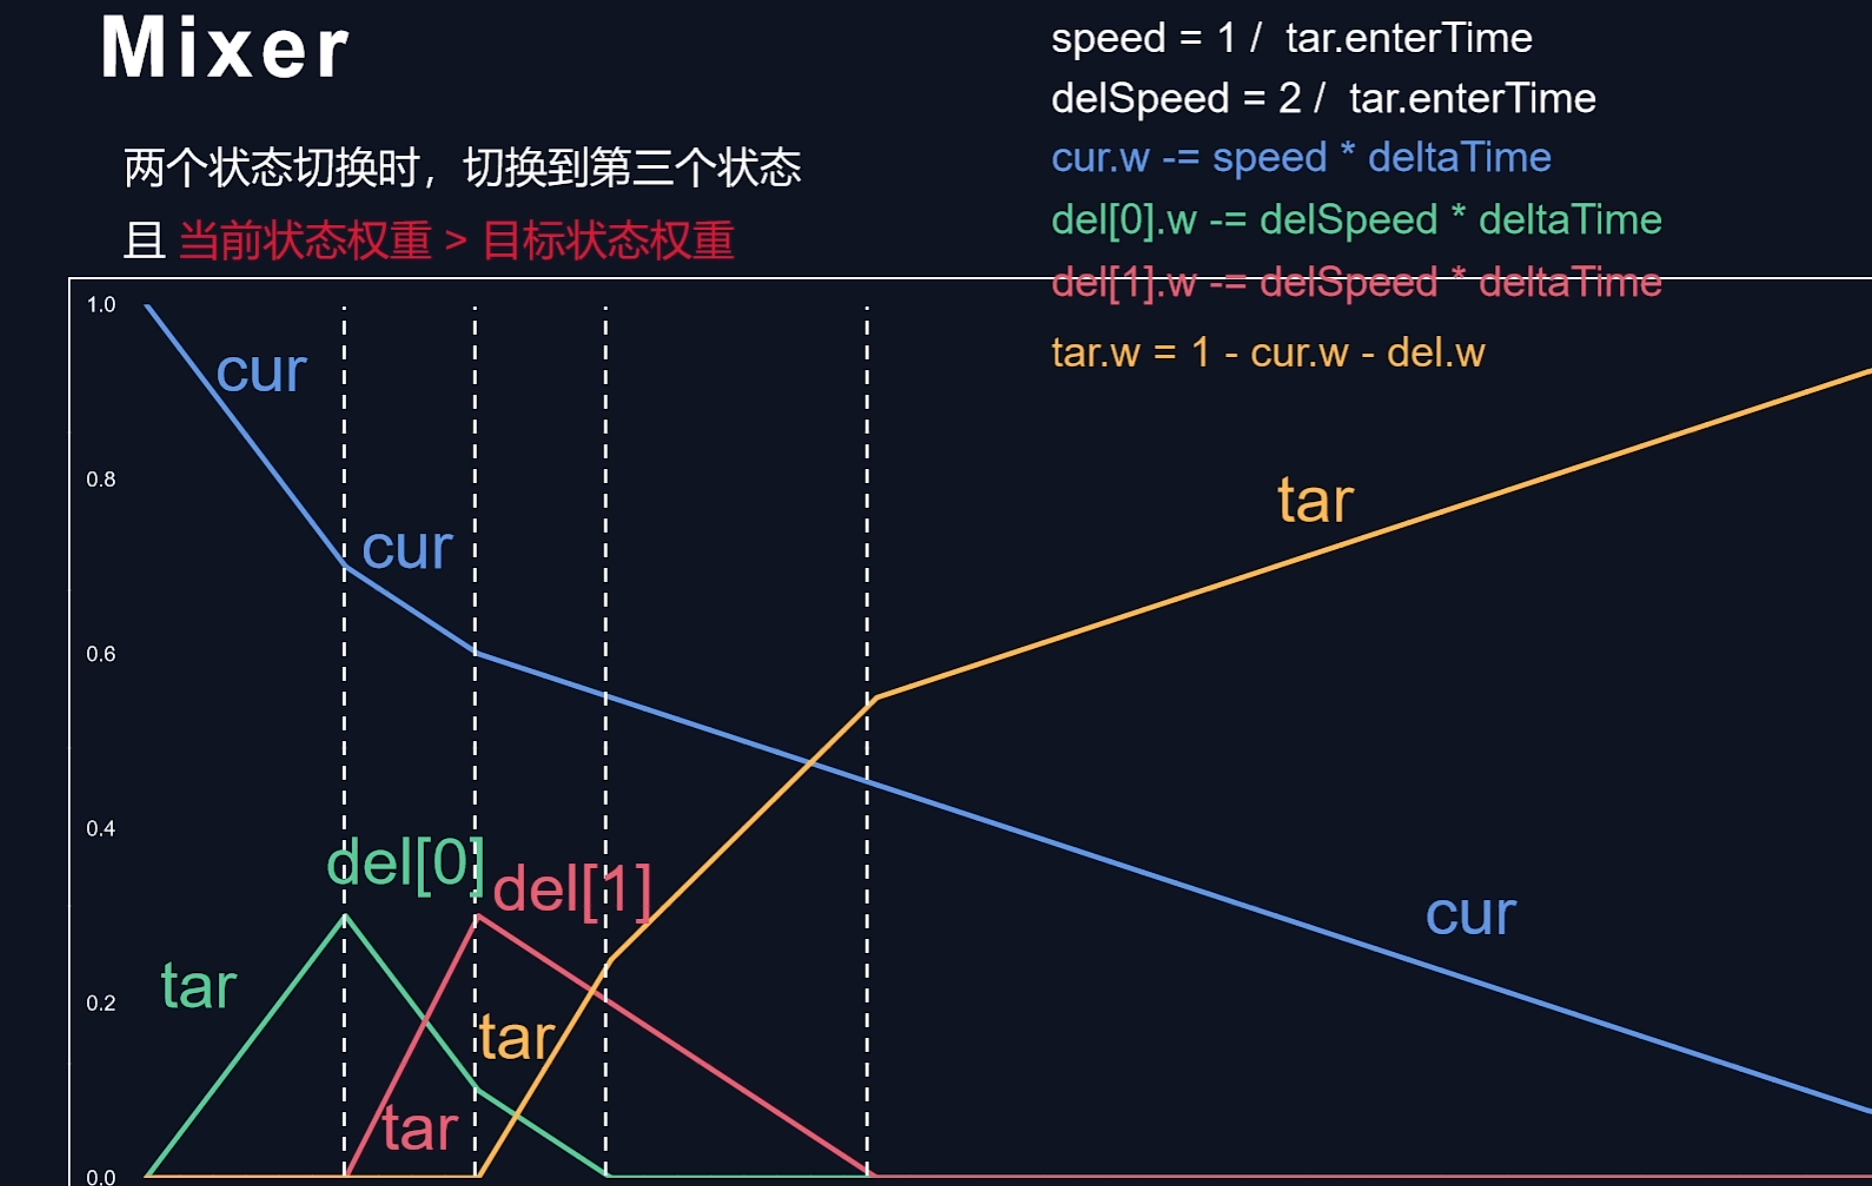 Mixer
两个状态切换时，切换到第三个状态
且 当前状态权重 > 目标状态权重
speed = 1 / tar.enterTime
delSpeed = 2 / tar.enterTime
cur.w -= speed * deltaTime
del[0].w -= delSpeed * deltaTime
del[1].w -= delSpeed * deltaTime
tar.w = 1 - cur.w - del.w
1.0
cur
0.8
tar
cur
0.6
0.4
del[0]
del[1]
cur
tar
0.2
tar
tar
0.0